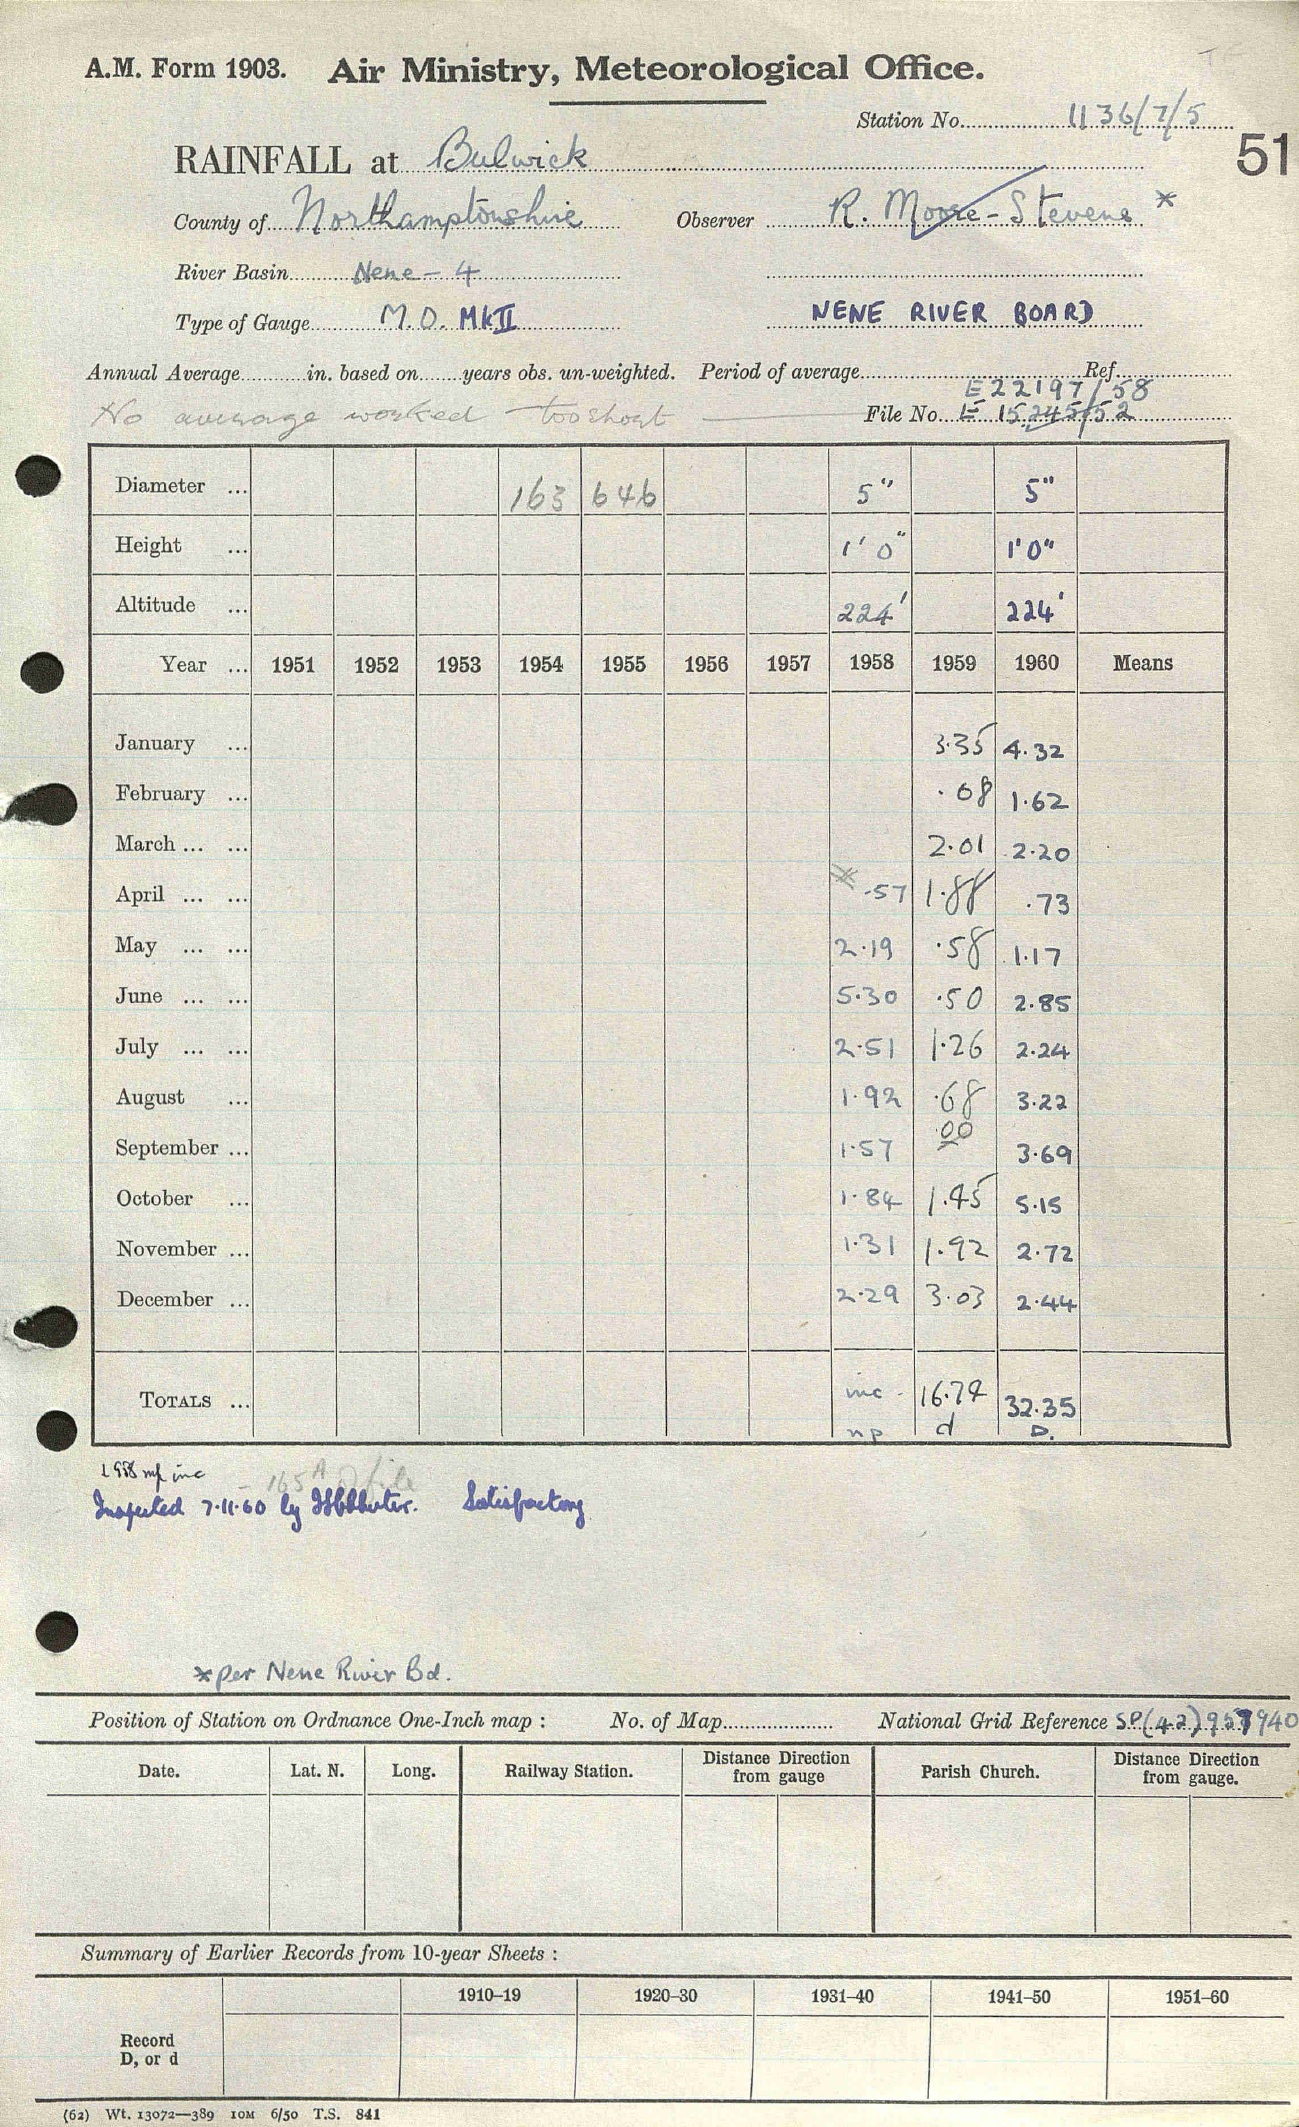 A.M. Form 1903. Air Ministry, Meteorological Office.
Station No. 1136/7/5
51
RAINFALL at Bulwick
County of Northamptonshire Observer R. Moore-Stevens *
River Basin Nene - 4
Type of Gauge M.O. MkII NENE RIVER BOARD
Annual Average in. based on years obs. un-weighted. Period of average Ref.
E22197/58
No average worked too short File No. E 15245/52
Diameter ... 163 646 5" 5"
Height ... 1' 0" 1'0"
Altitude ... 224' 224'
Year ... 1951 1952 1953 1954 1955 1956 1957 1958 1959 1960 Means
January ... 3.35 4.32
February ... .08 1.62
March ... ... 2.01 2.20
April ... ... * .57 1.88 .73
May ... ... 2.19 .58 1.17
June ... ... 5.30 .50 2.85
July ... ... 2.51 1.26 2.24
August ... 1.92 .68 3.22
September ... 1.57 .00 3.69
October ... 1.84 1.45 5.15
November ... 1.31 1.92 2.72
December ... 2.29 3.03 2.44
TOTALS ... inc. 16.74 32.35
np d D.
1958 inc
Inspected 7.11.60 by Satisfactory
*per Nene River Bd.
Position of Station on Ordnance One-Inch map : No. of Map National Grid Reference SP(42)957940
Date. Lat. N. Long. Railway Station. Distance from gauge Direction Parish Church. Distance from gauge. Direction
Summary of Earlier Records from 10-year Sheets :
1910–19 1920–30 1931–40 1941–50 1951–60
Record
D, or d
(62) Wt. 13072—389 10M 6/50 T.S. 841